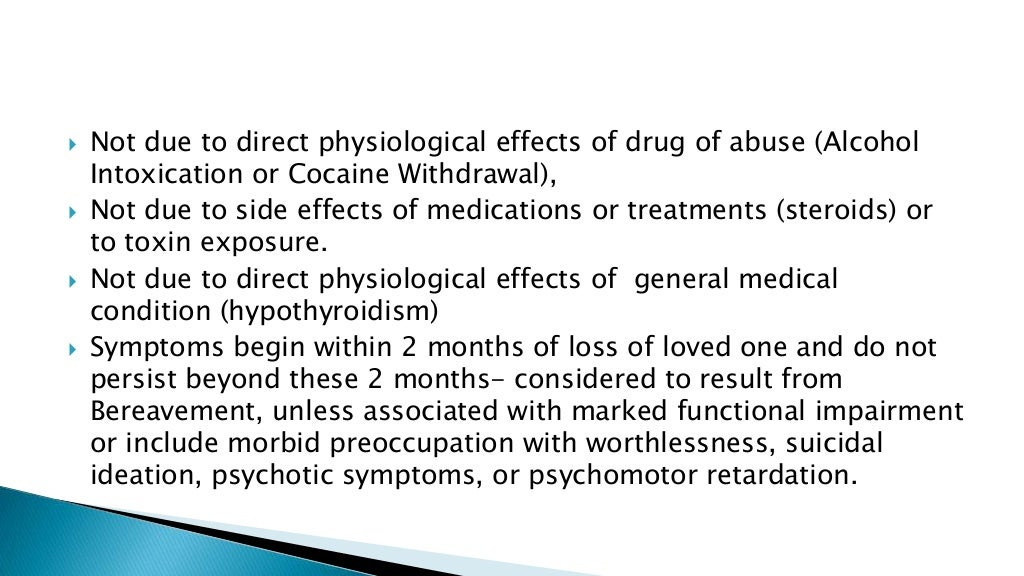 Not due to direct physiological effects of drug of abuse (Alcohol
Intoxication or Cocaine Withdrawal),
Not due to side effects of medications or treatments (steroids) or
to toxin exposure.
Not due to direct physiological effects of  general medical
condition (hypothyroidism)
Symptoms begin within 2 months of loss of loved one and do not
persist beyond these 2 months- considered to result from
Bereavement, unless associated with marked functional impairment
or include morbid preoccupation with worthlessness, suicidal
ideation, psychotic symptoms, or psychomotor retardation.